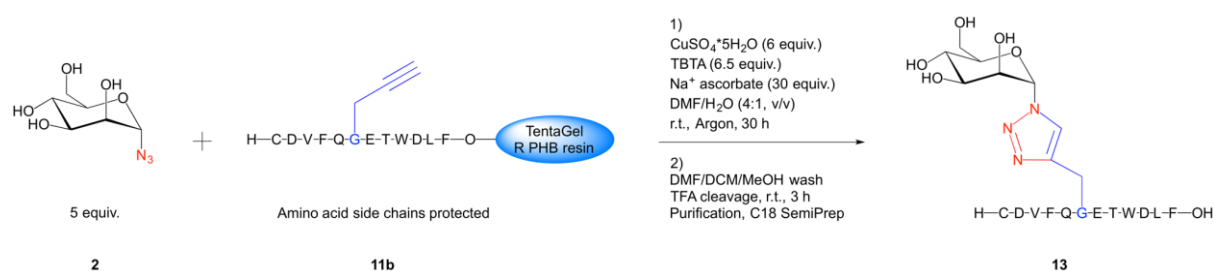 OH
OH
O
HO
HO
N3
5 equiv.
2
+
H-C-D-V-F-Q-G-E-T-W-D-L-F-O
TentaGel
R PHB resin
Amino acid side chains protected
11b
1)
CuSO4*5H2O (6 equiv.)
TBTA (6.5 equiv.)
Na+ ascorbate (30 equiv.)
DMF/H2O (4:1, v/v)
r.t., Argon, 30 h
2)
DMF/DCM/MeOH wash
TFA cleavage, r.t., 3 h
Purification, C18 SemiPrep
OH
OH
O
HO
HO
N
N
N
H-C-D-V-F-Q-G-E-T-W-D-L-F-OH
13